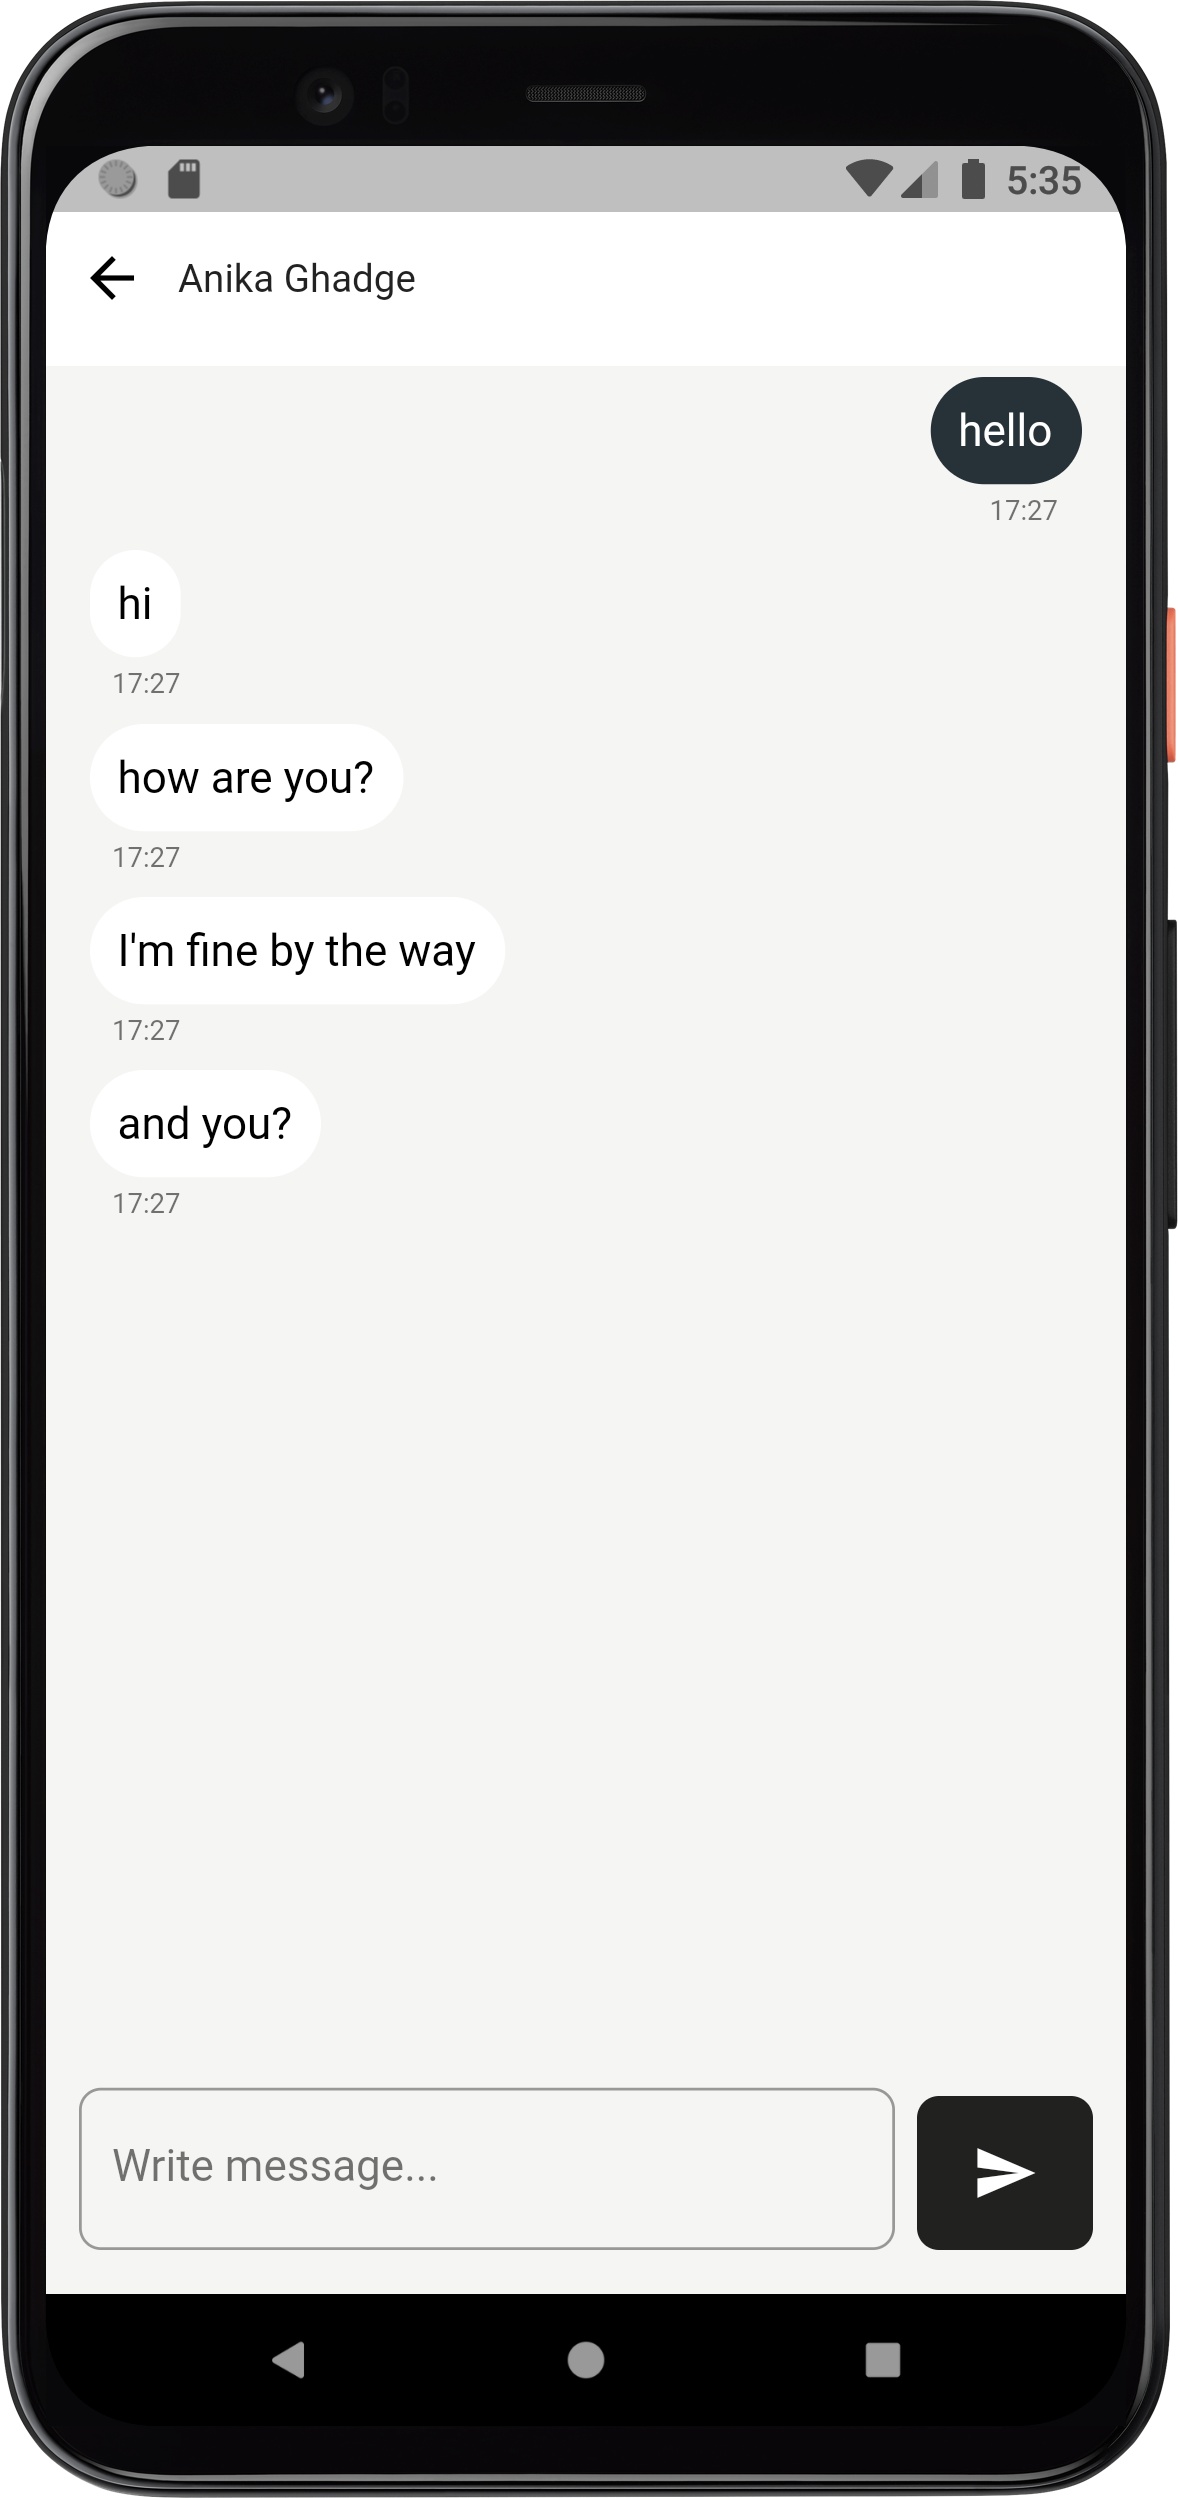 5:35
Anika Ghadge
hello
17:27
hi
17:27
how are you?
17:27
I'm fine by the way
17:27
and you?
17:27
Write message...